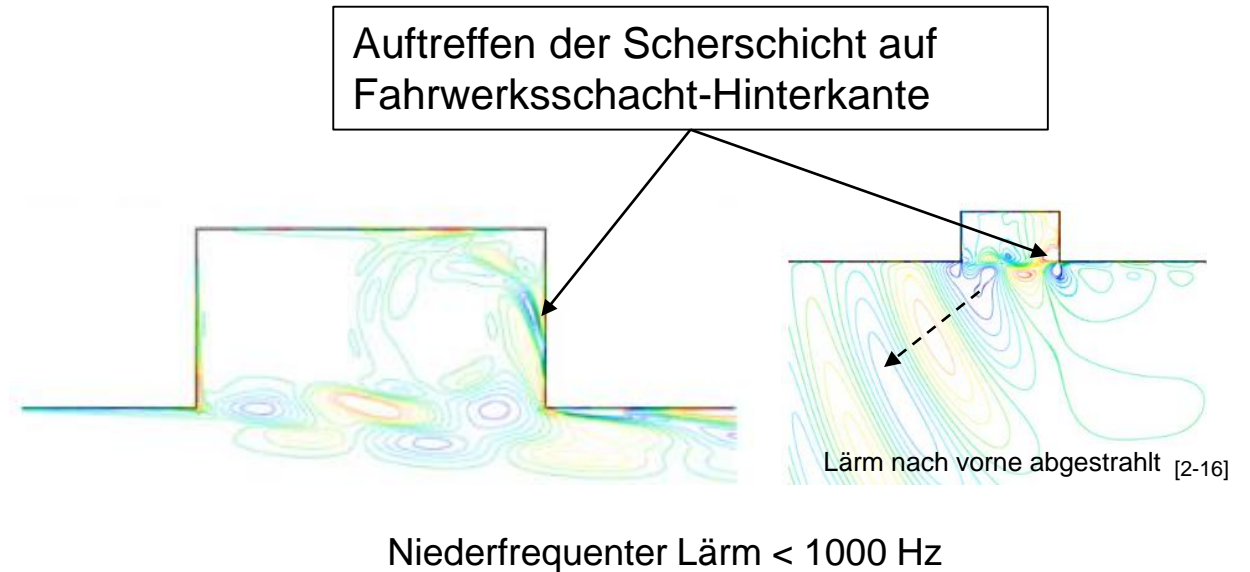 Auftreffen der Scherschicht auf
Fahrwerksschacht-Hinterkante
Lärm nach vorne abgestrahlt [2-16]
Niederfrequenter Lärm < 1000 Hz